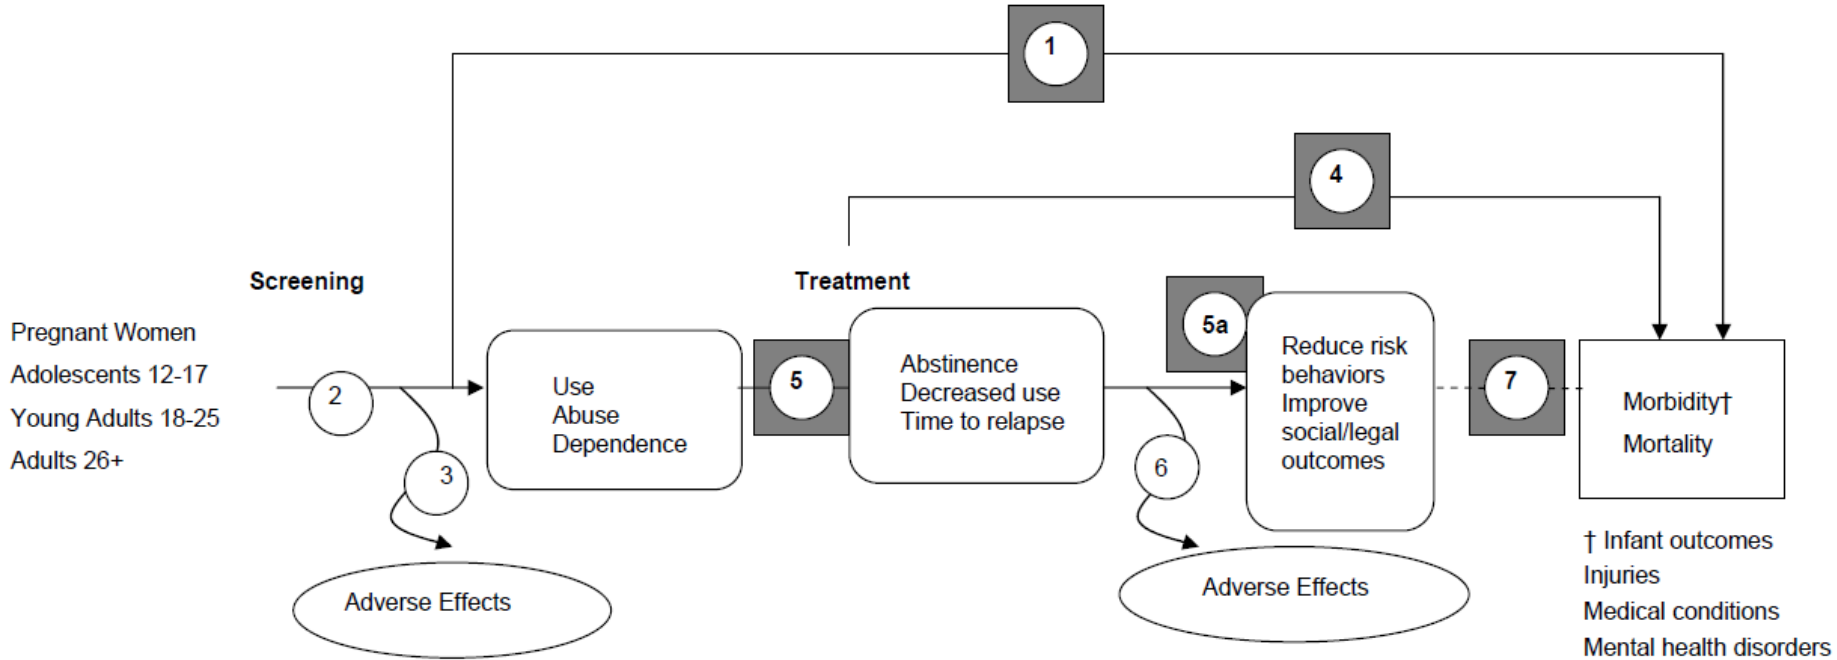 1
4
Screening
Treatment
Pregnant Women
Adolescents 12-17
Young Adults 18-25
Adults 26+
2
3
Use
Abuse
Dependence
5
Abstinence
Decreased use
Time to relapse
5a
6
Reduce risk
behaviors
Improve
social/legal
outcomes
7
Morbidity†
Mortality
Adverse Effects
Adverse Effects
† Infant outcomes
Injuries
Medical conditions
Mental health disorders